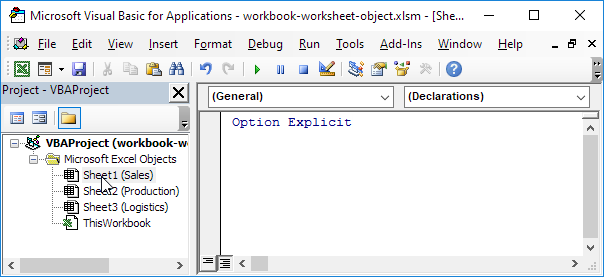 Microsoft Visual Basic for Applications - workbook-worksheet-object.xlsm - [She
File Edit View Insert Format Debug Run Tools Add-Ins Window Help
Project - VBAProject
(General) (Declarations)
Option Explicit
VBAProject (workbook-w
Microsoft Excel Objects
Sheet1 (Sales)
Sheet2 (Production)
Sheet3 (Logistics)
ThisWorkbook